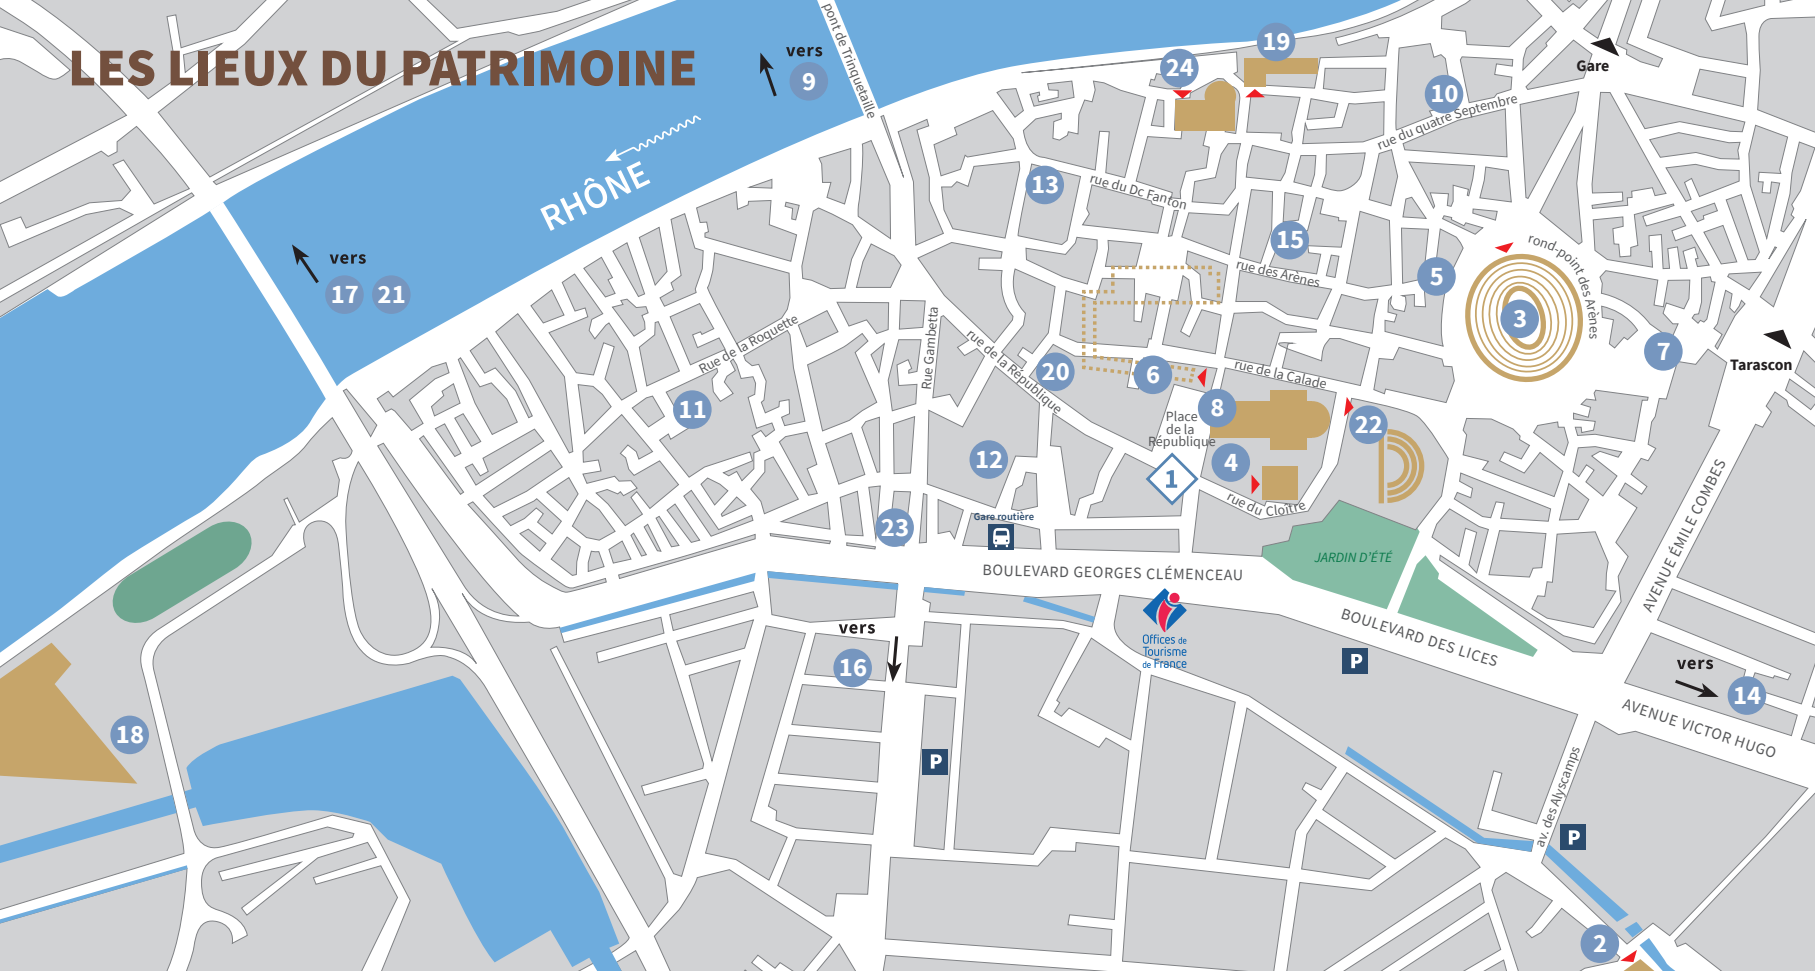 LES LIEUX DU PATRIMOINE
vers
9
pont de Trinquetaille
24
19
Gare
10
rue du quatre Septembre
RHÔNE
13
rue du Dc Fanton
vers
17
21
15
rue des Arènes
5
rond-point des Arènes
3
7
Tarascon
Rue de la Roquette
Rue Gambetta
rue de la République
20
6
rue de la Calade
11
8
Place
de la
République
22
12
4
1
rue du Cloître
23
Gare routière
JARDIN D'ÉTÉ
BOULEVARD GEORGES CLÉMENCEAU
AVENUE ÉMILE COMBES
Offices de
Tourisme
de France
BOULEVARD DES LICES
P
vers
16
vers
14
AVENUE VICTOR HUGO
18
P
av. des Alyscamps
P
2